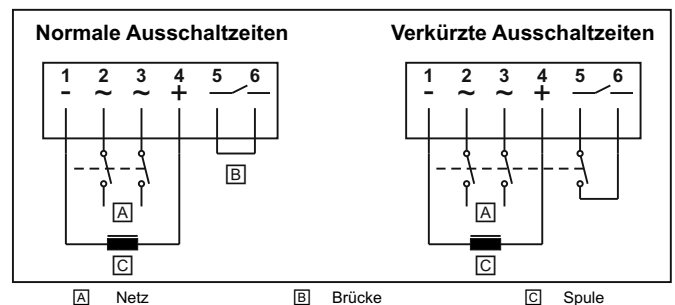 Normale Ausschaltzeiten Verkürzte Ausschaltzeiten
1 2 3 4 5 6 1 2 3 4 5 6
- ~ ~ + - ~ ~ +
B
A A
C C
A Netz B Brücke C Spule